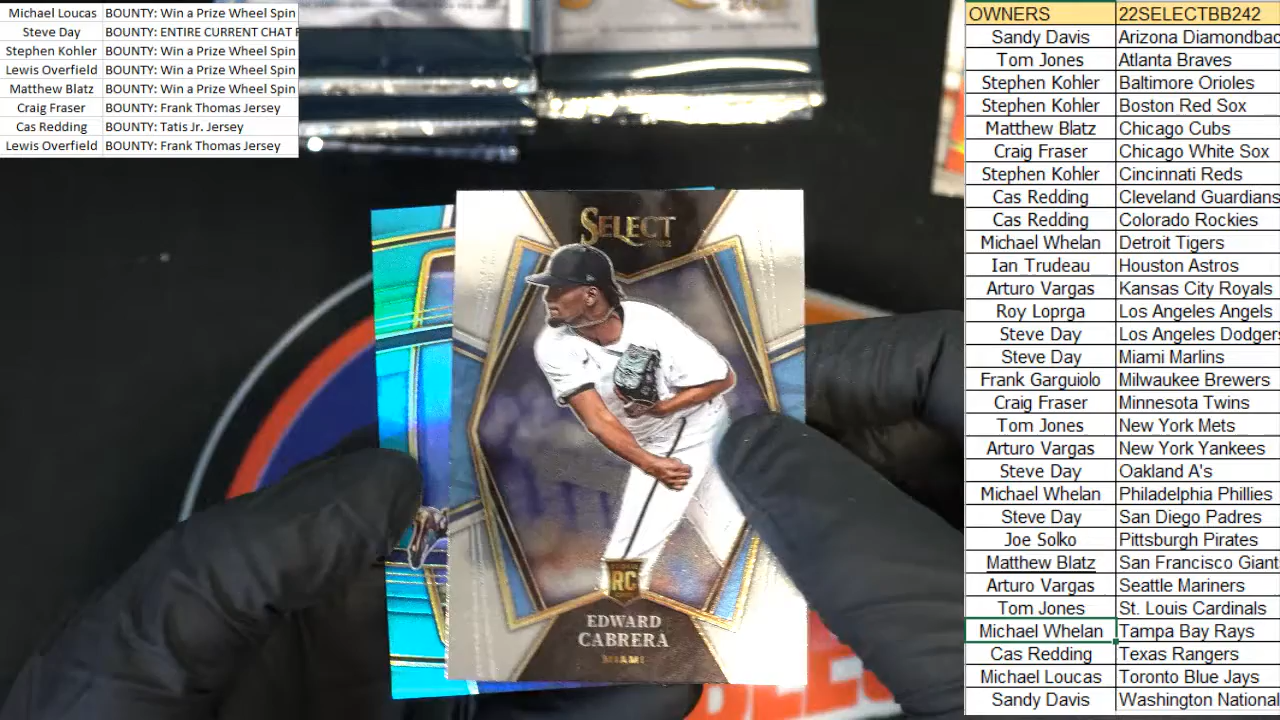 Michael Loucas BOUNTY: Win a Prize Wheel Spin
Steve Day BOUNTY: ENTIRE CURRENT CHAT
Stephen Kohler BOUNTY: Win a Prize Wheel Spin
Lewis Overfield BOUNTY: Win a Prize Wheel Spin
Matthew Blatz BOUNTY: Win a Prize Wheel Spin
Craig Fraser BOUNTY: Frank Thomas Jersey
Cas Redding BOUNTY: Tatis Jr. Jersey
Lewis Overfield BOUNTY: Frank Thomas Jersey
SELECT
2022
ROOKIE
RC
EDWARD
CABRERA
MIAMI
OWNERS 22SELECTBB242
Sandy Davis Arizona Diamondbac
Tom Jones Atlanta Braves
Stephen Kohler Baltimore Orioles
Stephen Kohler Boston Red Sox
Matthew Blatz Chicago Cubs
Craig Fraser Chicago White Sox
Stephen Kohler Cincinnati Reds
Cas Redding Cleveland Guardians
Cas Redding Colorado Rockies
Michael Whelan Detroit Tigers
Ian Trudeau Houston Astros
Arturo Vargas Kansas City Royals
Roy Loprga Los Angeles Angels
Steve Day Los Angeles Dodgers
Steve Day Miami Marlins
Frank Garguiolo Milwaukee Brewers
Craig Fraser Minnesota Twins
Tom Jones New York Mets
Arturo Vargas New York Yankees
Steve Day Oakland A's
Michael Whelan Philadelphia Phillies
Steve Day San Diego Padres
Joe Solko Pittsburgh Pirates
Matthew Blatz San Francisco Giant
Arturo Vargas Seattle Mariners
Tom Jones St. Louis Cardinals
Michael Whelan Tampa Bay Rays
Cas Redding Texas Rangers
Michael Loucas Toronto Blue Jays
Sandy Davis Washington National